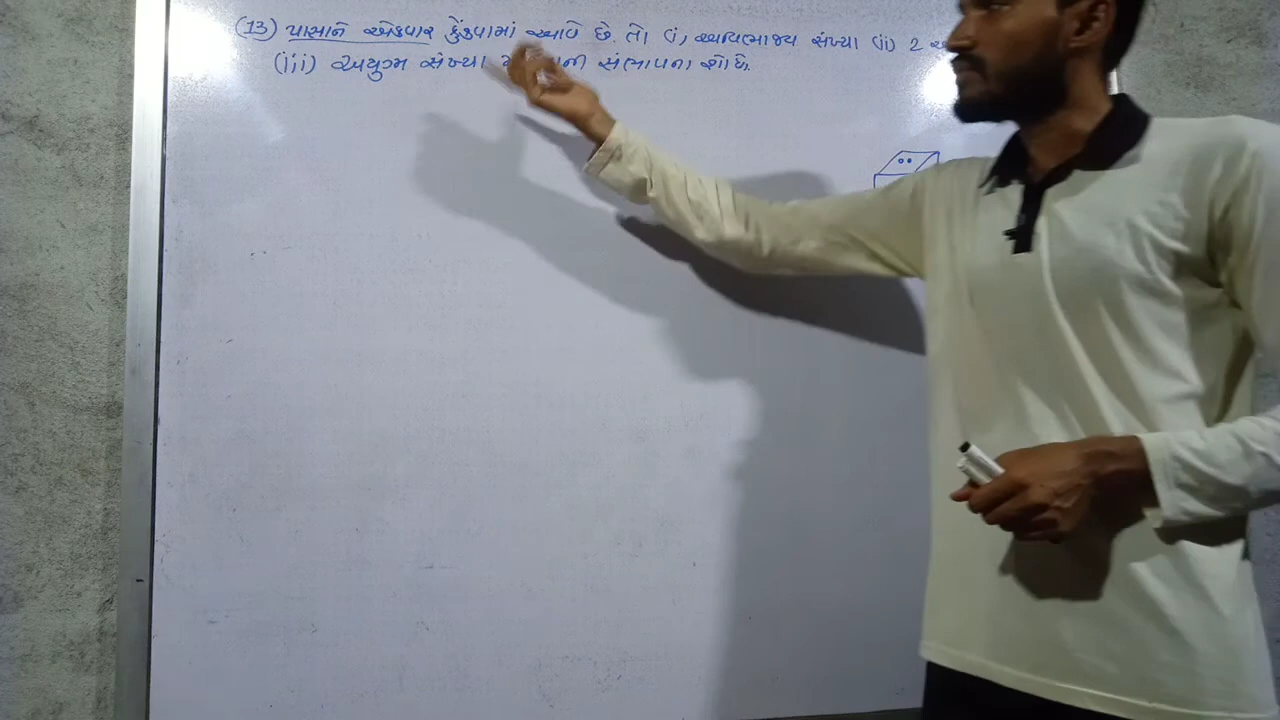 (13) પાસાને એકવાર ફેંકવામાં આવે છે. તો (i) અવિભાજ્ય સંખ્યા (ii) 2
(iii) અયુગ્મ સંખ્યા સંભાવના શોધો.